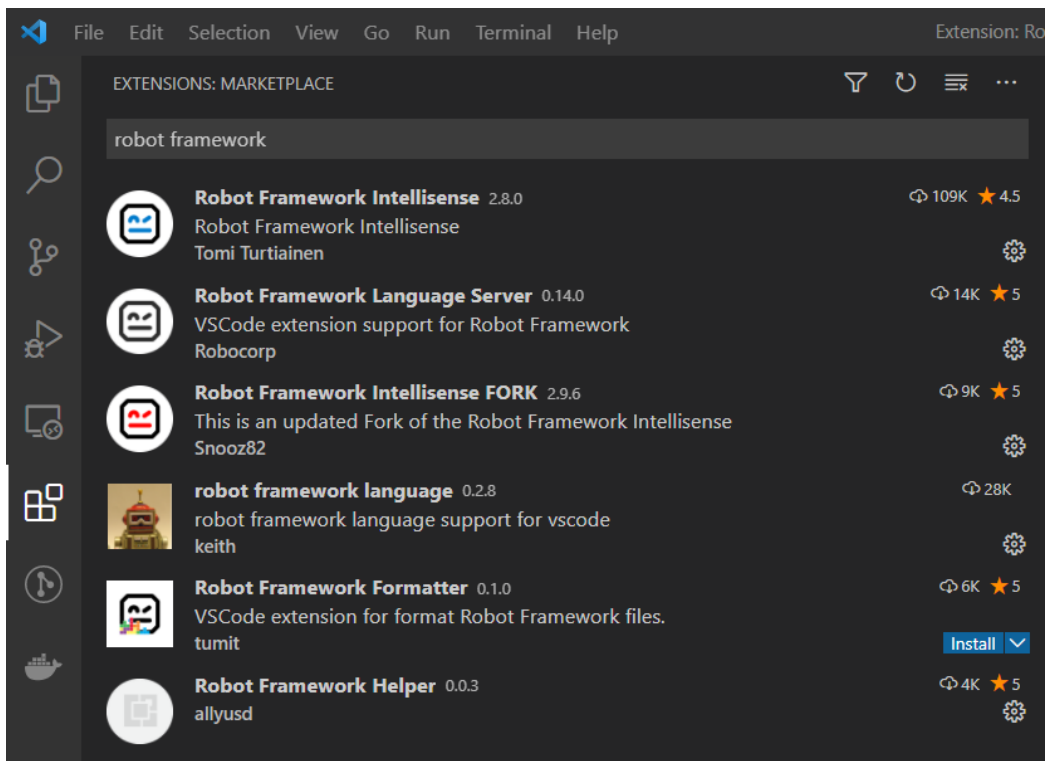 File Edit Selection View Go Run Terminal Help Extension: Ro
EXTENSIONS: MARKETPLACE
robot framework
Robot Framework Intellisense 2.8.0 109K 4.5
Robot Framework Intellisense
Tomi Turtiainen
Robot Framework Language Server 0.14.0 14K 5
VSCode extension support for Robot Framework
Robocorp
Robot Framework Intellisense FORK 2.9.6 9K 5
This is an updated Fork of the Robot Framework Intellisense
Snooz82
robot framework language 0.2.8 28K
robot framework language support for vscode
keith
Robot Framework Formatter 0.1.0 6K 5
VSCode extension for format Robot Framework files.
tumit Install
Robot Framework Helper 0.0.3 4K 5
allyusd